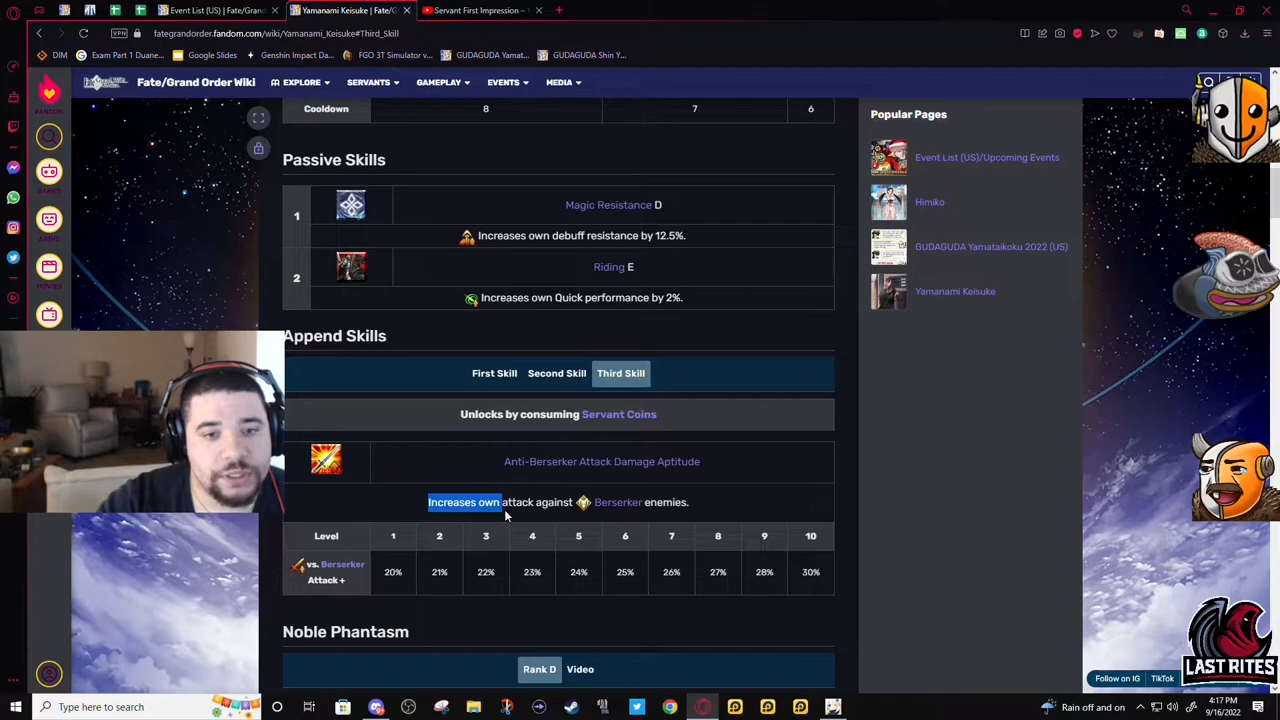 Event List (US) | Fate/Grand
Yamanami Keisuke | Fate/G
Servant First Impression –
VPN
fategrandorder.fandom.com/wiki/Yamanami_Keisuke#Third_Skill
DIM
Exam Part 1 Duane...
Google Slides
Genshin Impact Da...
FGO 3T Simulator v...
GUDAGUDA Yamat...
GUDAGUDA Shin Y...
Fate/Grand Order Wiki
EXPLORE
SERVANTS
GAMEPLAY
EVENTS
MEDIA
FANDOM
GAMES
ANIME
MOVIES
Cooldown
7
6
Passive Skills
1
Magic Resistance D
Increases own debuff resistance by 12.5%.
2
Riding E
Increases own Quick performance by 2%.
Append Skills
First Skill
Second Skill
Third Skill
Unlocks by consuming Servant Coins
Anti-Berserker Attack Damage Aptitude
Increases own attack against Berserker enemies.
Level 1 2 3 4 5 6 7 8 9 10
vs. Berserker
Attack +
20% 21% 22% 23% 24% 25% 26% 27% 28% 30%
Noble Phantasm
Rank D
Video
Popular Pages
Event List (US)/Upcoming Events
Himiko
GUDAGUDA Yamataikoku 2022 (US)
Yamanami Keisuke
LAST RITES
Follow on IG
TikTok
Type here to search
Rain off and on
4:17 PM
9/16/2022